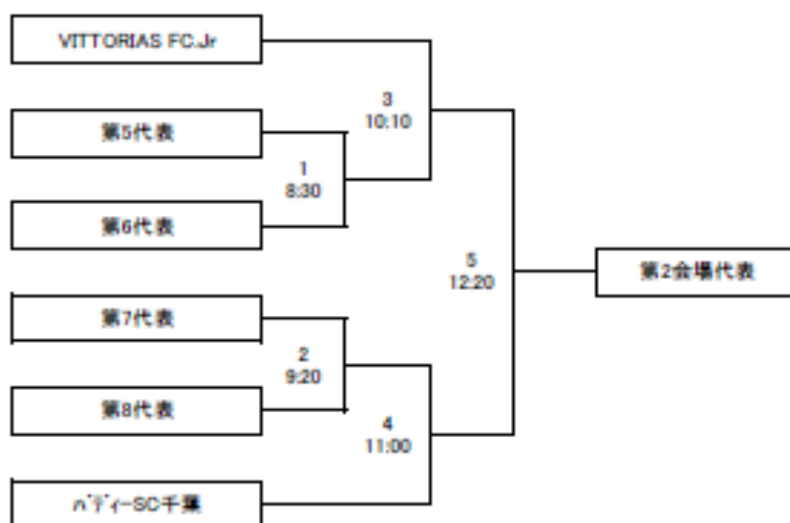 VITTORIAS FC.Jr
3
10:10
第5代表
1
8:30
第6代表
5
12:20
第2会場代表
第7代表
2
9:20
第8代表
4
11:00
バディーSC千葉